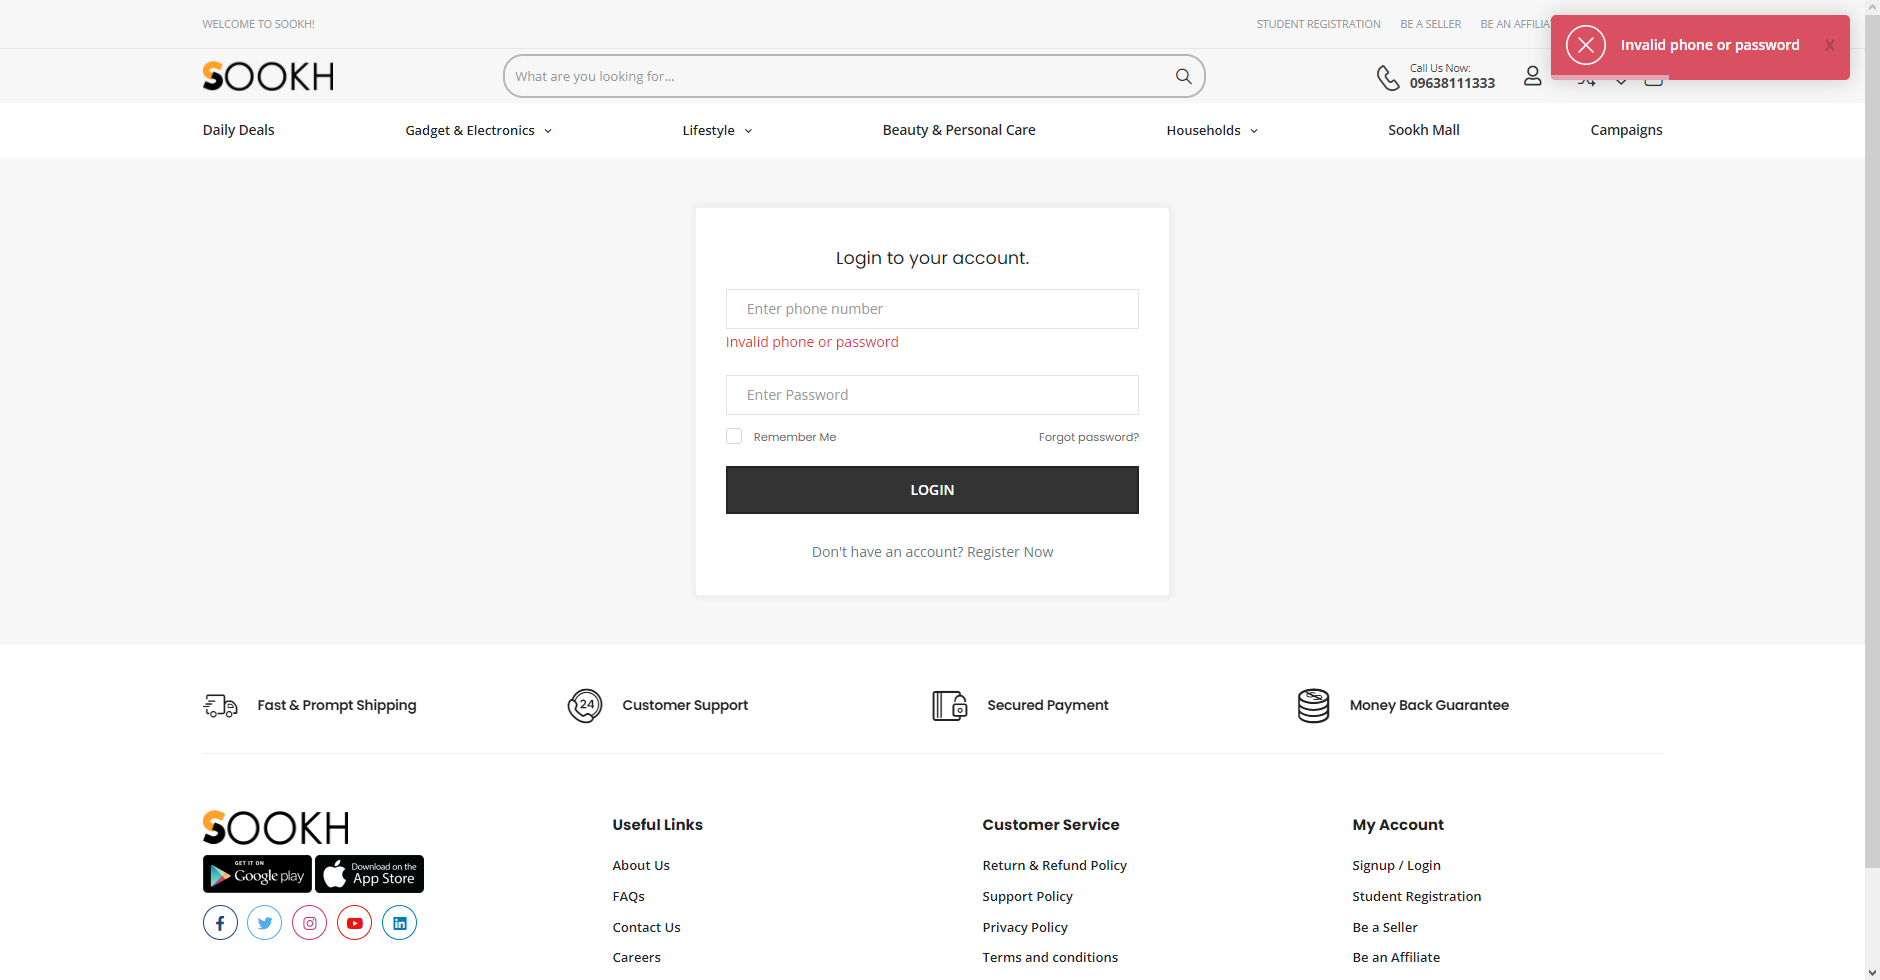 WELCOME TO SOOKH!
STUDENT REGISTRATION
BE A SELLER
BE AN AFFILIA
Invalid phone or password
X
SOOKH
What are you looking for...
Call Us Now:
09638111333
Daily Deals
Gadget & Electronics
Lifestyle
Beauty & Personal Care
Households
Sookh Mall
Campaigns
Login to your account.
Enter phone number
Invalid phone or password
Enter Password
Remember Me
Forgot password?
LOGIN
Don't have an account? Register Now
Fast & Prompt Shipping
24
Customer Support
Secured Payment
Money Back Guarantee
SOOKH
GET IT ON
Google play
Download on the
App Store
Useful Links
About Us
FAQs
Contact Us
Careers
Customer Service
Return & Refund Policy
Support Policy
Privacy Policy
Terms and conditions
My Account
Signup / Login
Student Registration
Be a Seller
Be an Affiliate